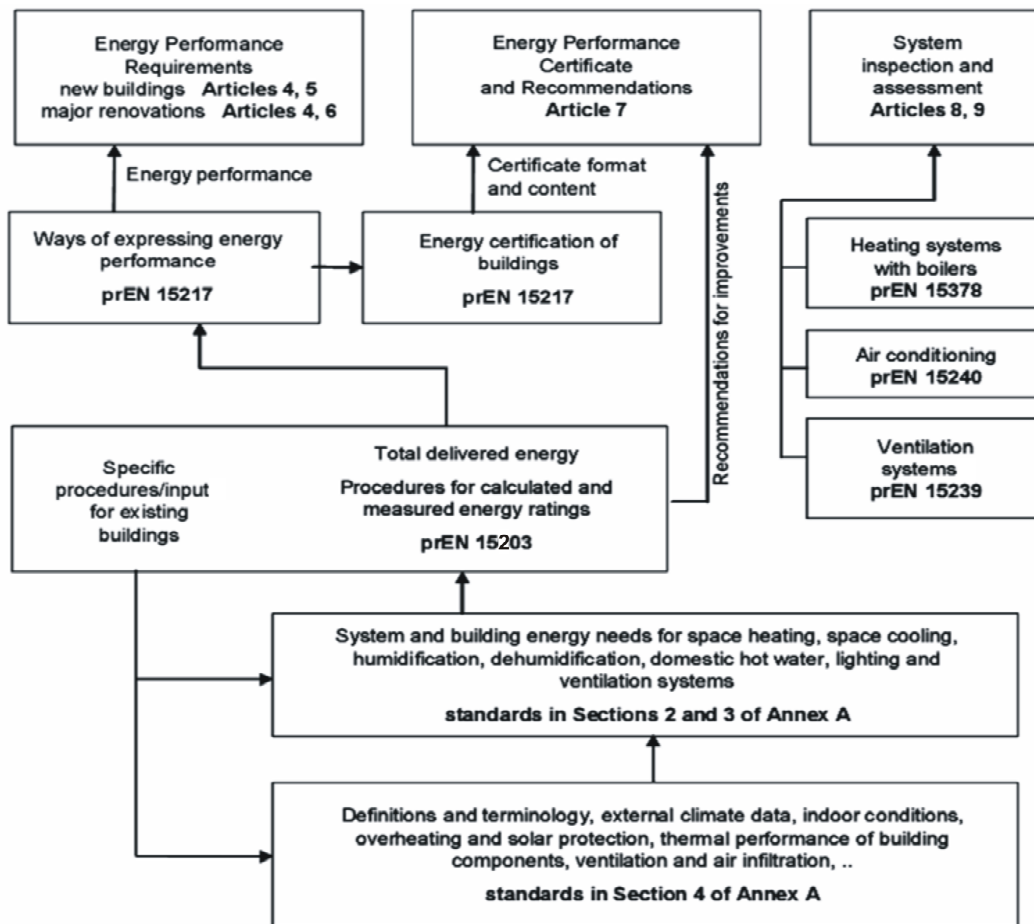 Energy Performance
Requirements
new buildings Articles 4, 5
major renovations Articles 4, 6
Energy Performance
Certificate
and Recommendations
Article 7
System
inspection and
assessment
Articles 8, 9
Energy performance
Certificate format
and content
Recommendations for improvements
Ways of expressing energy
performance
prEN 15217
Energy certification of
buildings
prEN 15217
Heating systems
with boilers
prEN 15378
Air conditioning
prEN 15240
Ventilation
systems
prEN 15239
Specific
procedures/input
for existing
buildings
Total delivered energy
Procedures for calculated and
measured energy ratings
prEN 15203
System and building energy needs for space heating, space cooling,
humidification, dehumidification, domestic hot water, lighting and
ventilation systems
standards in Sections 2 and 3 of Annex A
Definitions and terminology, external climate data, indoor conditions,
overheating and solar protection, thermal performance of building
components, ventilation and air infiltration, ..
standards in Section 4 of Annex A